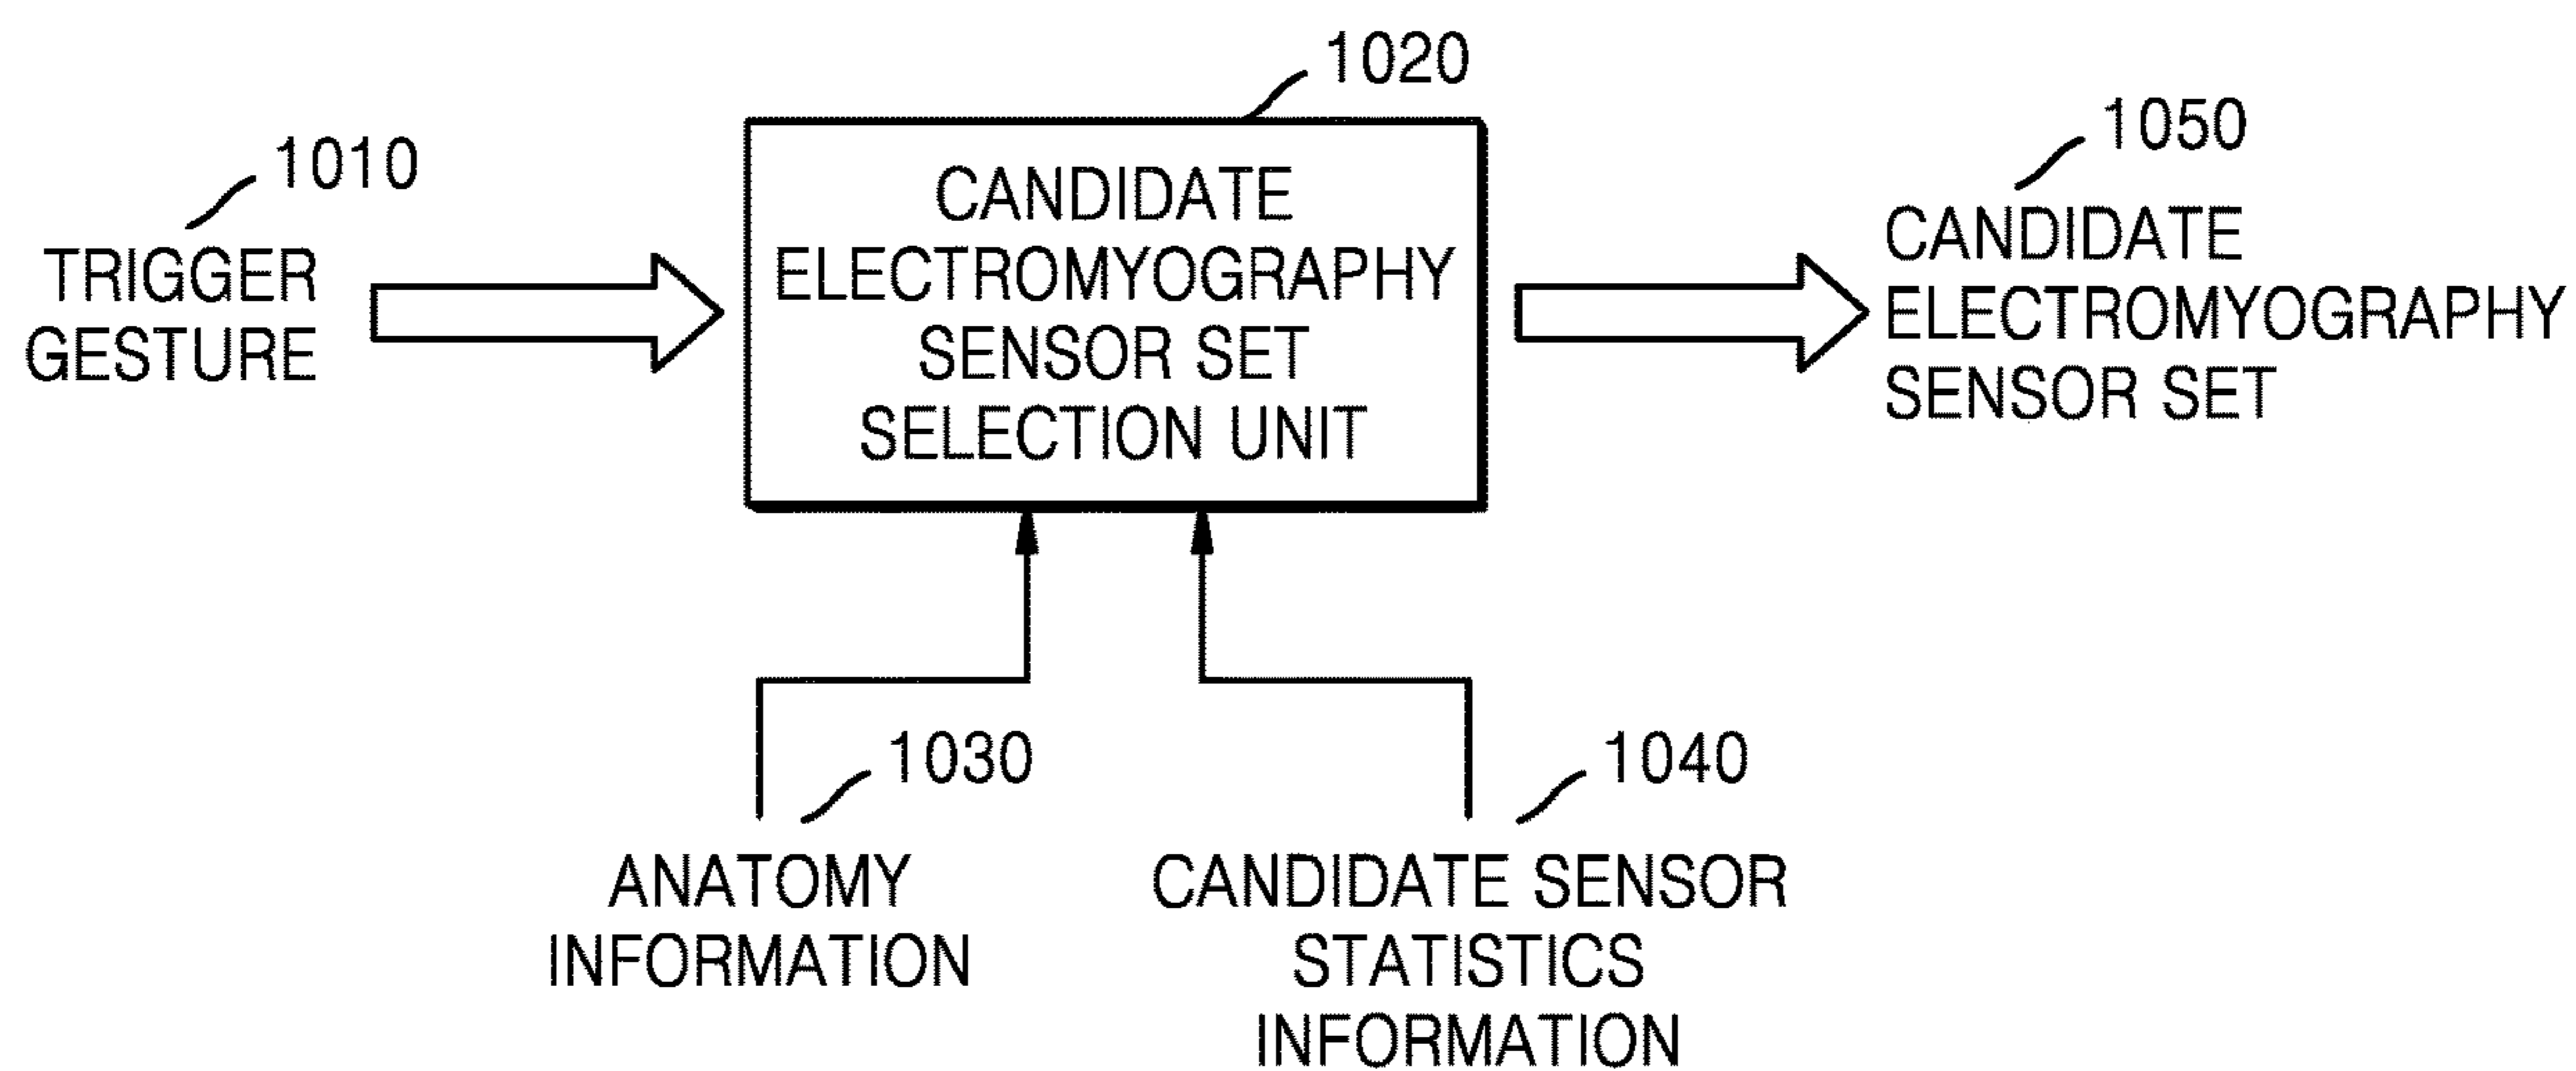 1010
TRIGGER
GESTURE
1020
CANDIDATE
ELECTROMYOGRAPHY
SENSOR SET
SELECTION UNIT
1050
CANDIDATE
ELECTROMYOGRAPHY
SENSOR SET
1030
ANATOMY
INFORMATION
1040
CANDIDATE SENSOR
STATISTICS
INFORMATION